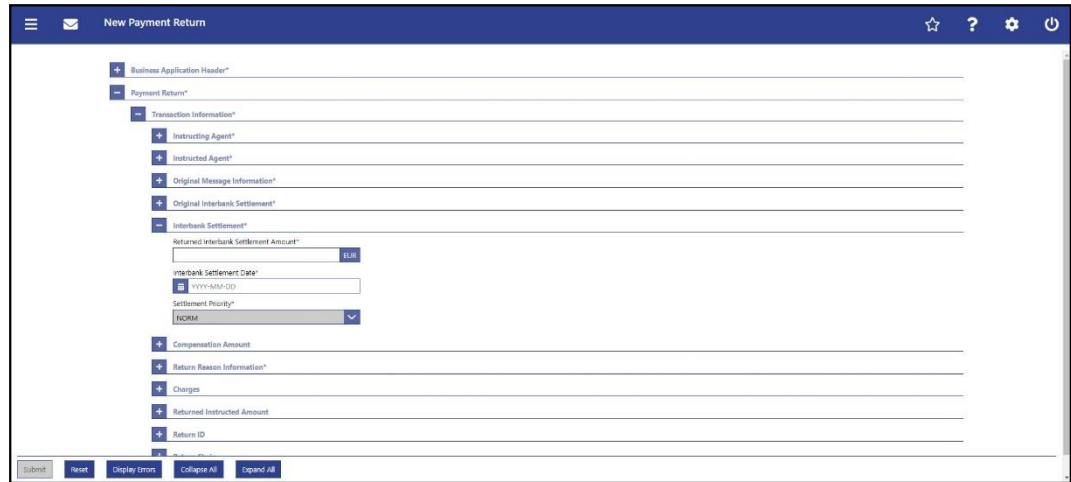 New Payment Return
Business Application Header*
Payment Return*
Transaction Information*
Instructing Agent*
Instructed Agent*
Original Message Information*
Original Interbank Settlement*
Interbank Settlement*
Returned Interbank Settlement Amount*
EUR
Interbank Settlement Date*
YYYY-MM-DD
Settlement Priority*
NORM
Compensation Amount
Return Reason Information*
Charges
Returned Instructed Amount
Return ID
Submit Reset Display Errors Collapse All Expand All